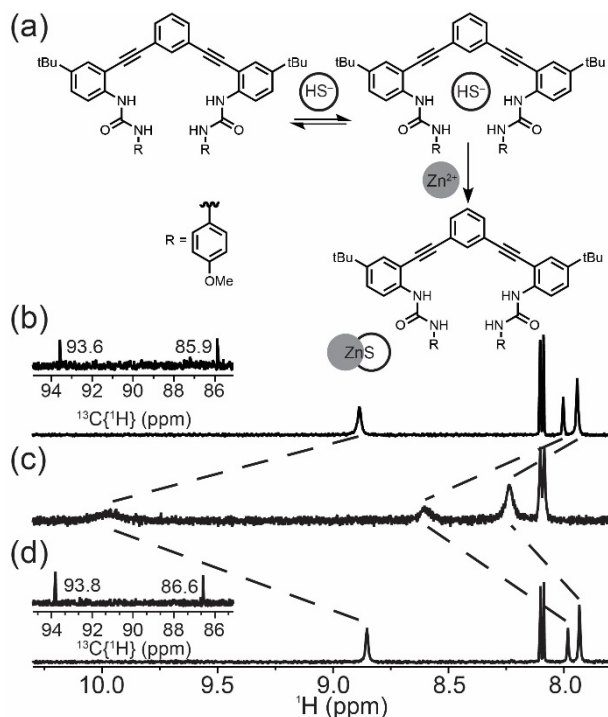 (a)
tBu
tBu
tBu
tBu
HS⁻
HS⁻
NH
HN
NH
HN
O
NH
HN
O
O
NH
HN
O
R
R
R
R
Zn²⁺
R =
OMe
tBu
tBu
NH
HN
O
NH
HN
O
R
R
ZnS
(b)
93.6
85.9
94
92
90
88
86
¹³C{¹H} (ppm)
(c)
(d)
93.8
86.6
94
92
90
88
86
¹³C{¹H} (ppm)
10.0
9.5
9.0
8.5
8.0
¹H (ppm)